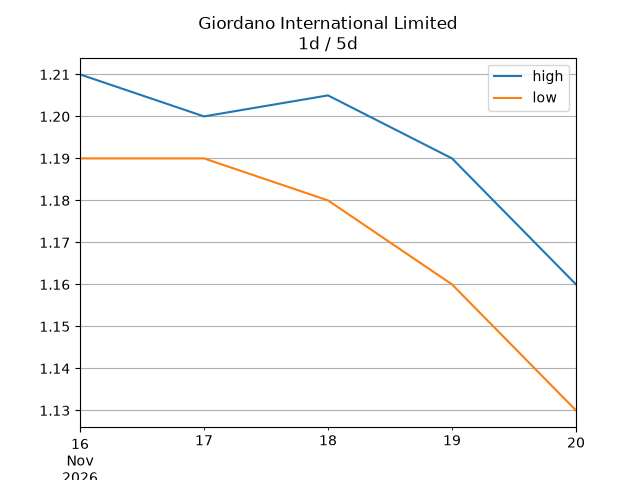 Giordano International Limited
1d / 5d
high
low
1.21
1.20
1.19
1.18
1.17
1.16
1.15
1.14
1.13
16 17 18 19 20
Nov
2026